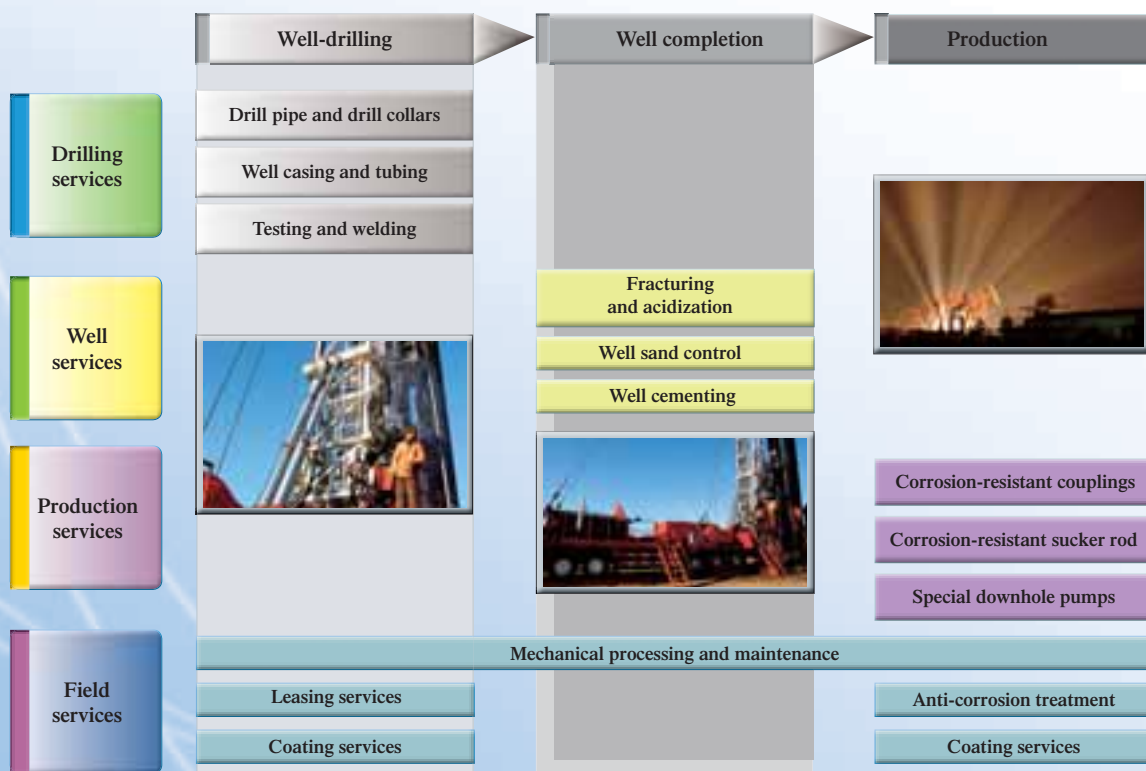 Well-drilling
Well completion
Production
Drilling
services
Drill pipe and drill collars
Well casing and tubing
Testing and welding
Well
services
Fracturing
and acidization
Well sand control
Well cementing
Production
services
Corrosion-resistant couplings
Corrosion-resistant sucker rod
Special downhole pumps
Field
services
Mechanical processing and maintenance
Leasing services
Anti-corrosion treatment
Coating services
Coating services